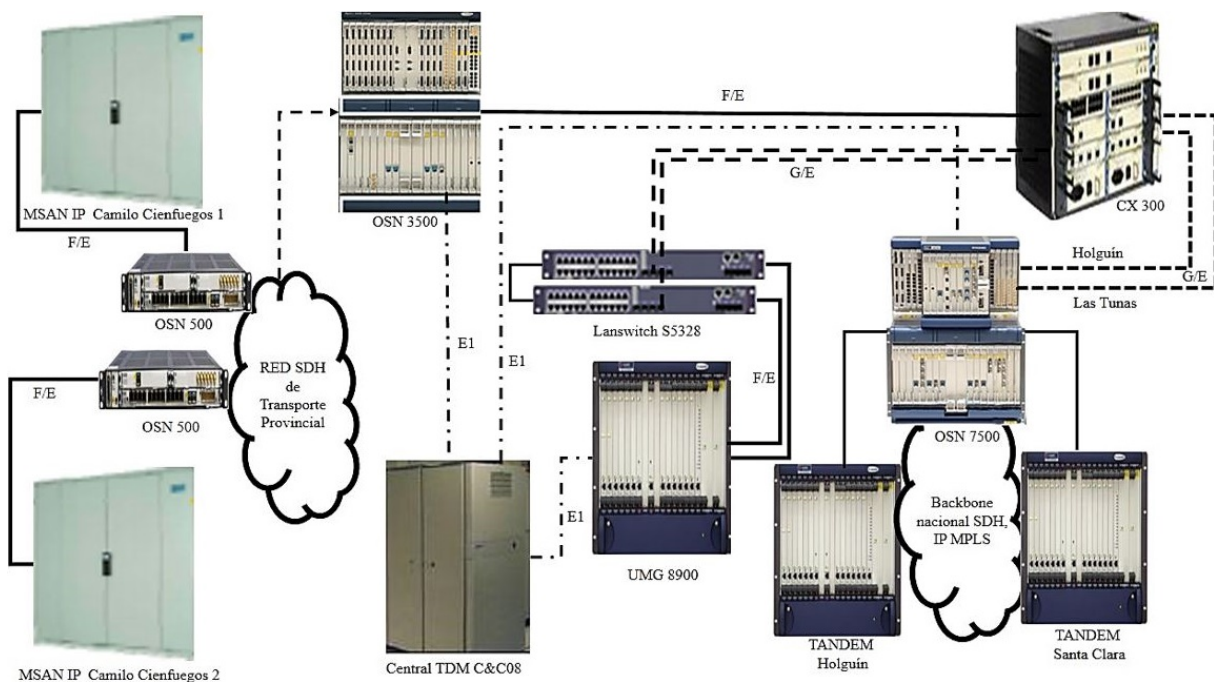 MSAN IP Camilo Cienfuegos 1
F/E
OSN 500
F/E
OSN 500
MSAN IP Camilo Cienfuegos 2
RED SDH
de
Transporte
Provincial
OSN 3500
F/E
G/E
CX 300
Holguín
G/E
Las Tunas
E1
E1
Lanswitch S5328
F/E
UMG 8900
E1
Central TDM C&C08
OSN 7500
Backbone
nacional SDH,
IP MPLS
TANDEM
Holguín
TANDEM
Santa Clara